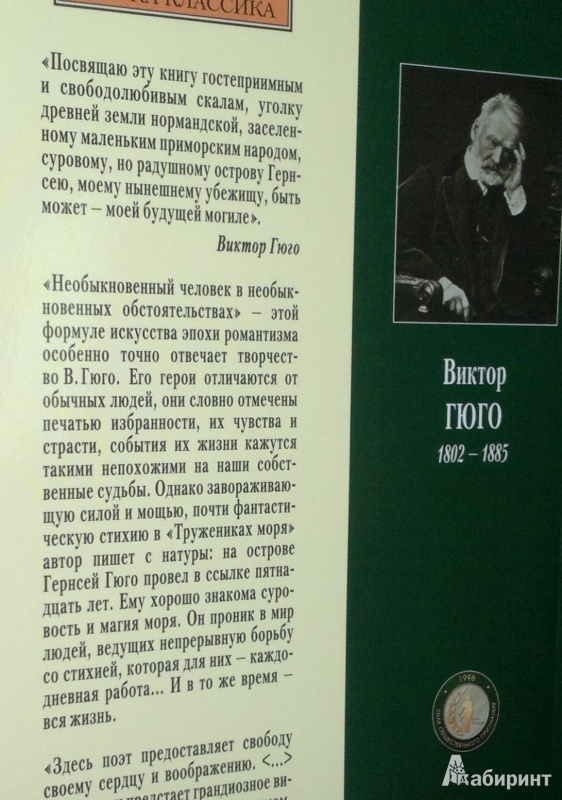 КЛАССИКА
«Посвящаю эту книгу гостеприимным
и свободолюбивым скалам, уголку
древней земли нормандской, заселен-
ному маленьким приморским народом,
суровому, но радушному острову Герн-
сею, моему нынешнему убежищу, быть
может – моей будущей могиле».
Виктор Гюго
«Необыкновенный человек в необык-
новенных обстоятельствах» – этой
формуле искусства эпохи романтизма
особенно точно отвечает творчест-
во В. Гюго. Его герои отличаются от
обычных людей, они словно отмечены
печатью избранности, их чувства и
страсти, события их жизни кажутся
такими непохожими на наши собст-
венные судьбы. Однако завораживаю-
щую силой и мощью, почти фантасти-
ческую стихию в «Тружениках моря»
автор пишет с натуры: на острове
Гернсей Гюго провел в ссылке пятна-
дцать лет. Ему хорошо знакома суро-
вость и магия моря. Он проник в мир
людей, ведущих непрерывную борьбу
со стихией, которая для них – каждо-
дневная работа... И в то же время –
вся жизнь.
«Здесь поэт предоставляет свободу
своему сердцу и воображению. <...>
предстает грандиозное ви-
Виктор
ГЮГО
1802 – 1885
1998
ЗНАК ОБЩЕСТВЕННОГО ПРИЗНАНИЯ
Лабиринт